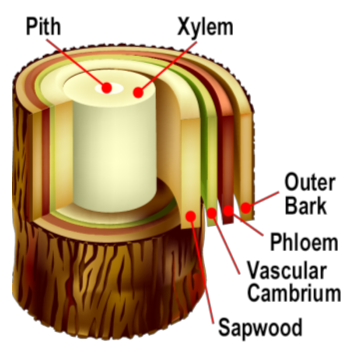 Pith
Xylem
Outer
Bark
Phloem
Vascular
Cambrium
Sapwood